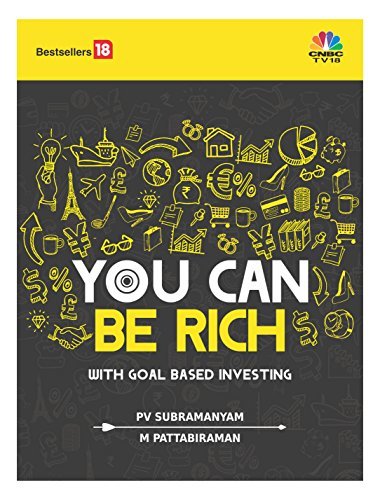 Bestsellers 18
CNBC
TV18
YOU CAN
BE RICH
WITH GOAL BASED INVESTING
PV SUBRAMANYAM
M PATTABIRAMAN